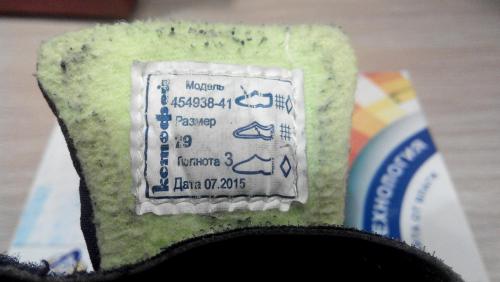 котофей
Модель
454938-41
Размер
29
Полнота 3
Дата 07.2015
ТЕХНОЛОГИЯ